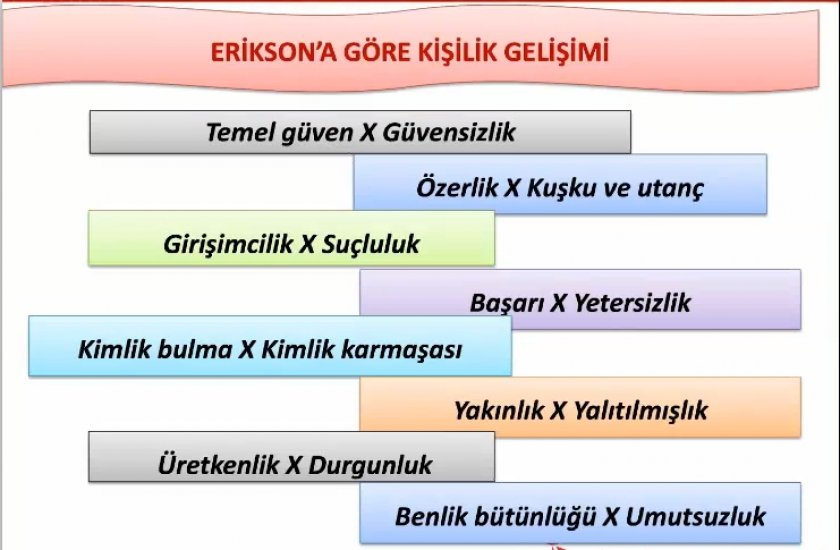 ERİKSON'A GÖRE KİŞİLİK GELİŞİMİ
Temel güven X Güvensizlik
Özerlik X Kuşku ve utanç
Girişimcilik X Suçluluk
Başarı X Yetersizlik
Kimlik bulma X Kimlik karmaşası
Yakınlık X Yalıtılmışlık
Üretkenlik X Durgunluk
Benlik bütünlüğü X Umutsuzluk